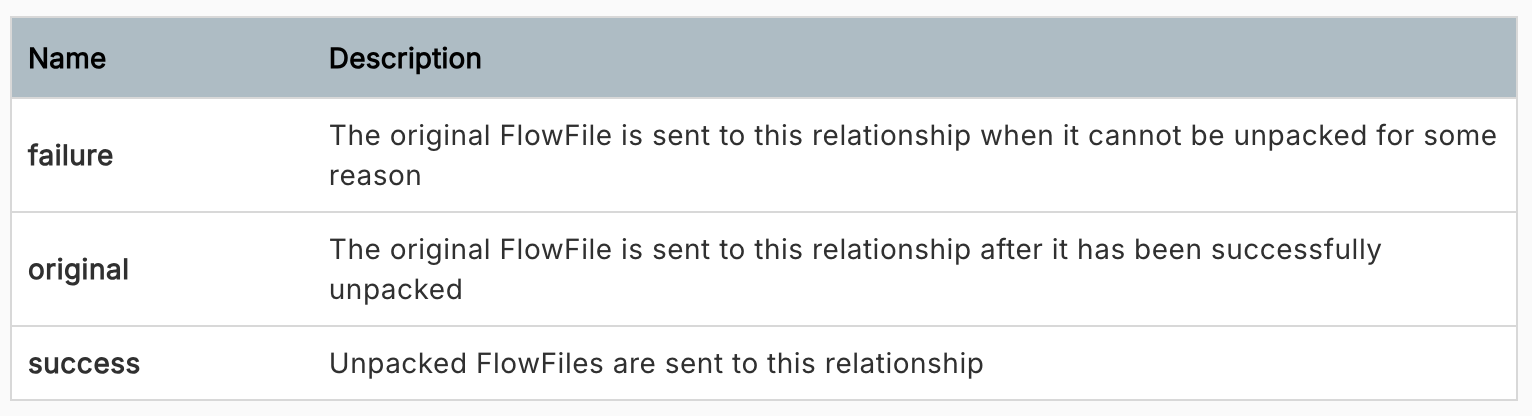 Name Description
failure The original FlowFile is sent to this relationship when it cannot be unpacked for some
reason
original The original FlowFile is sent to this relationship after it has been successfully
unpacked
success Unpacked FlowFiles are sent to this relationship